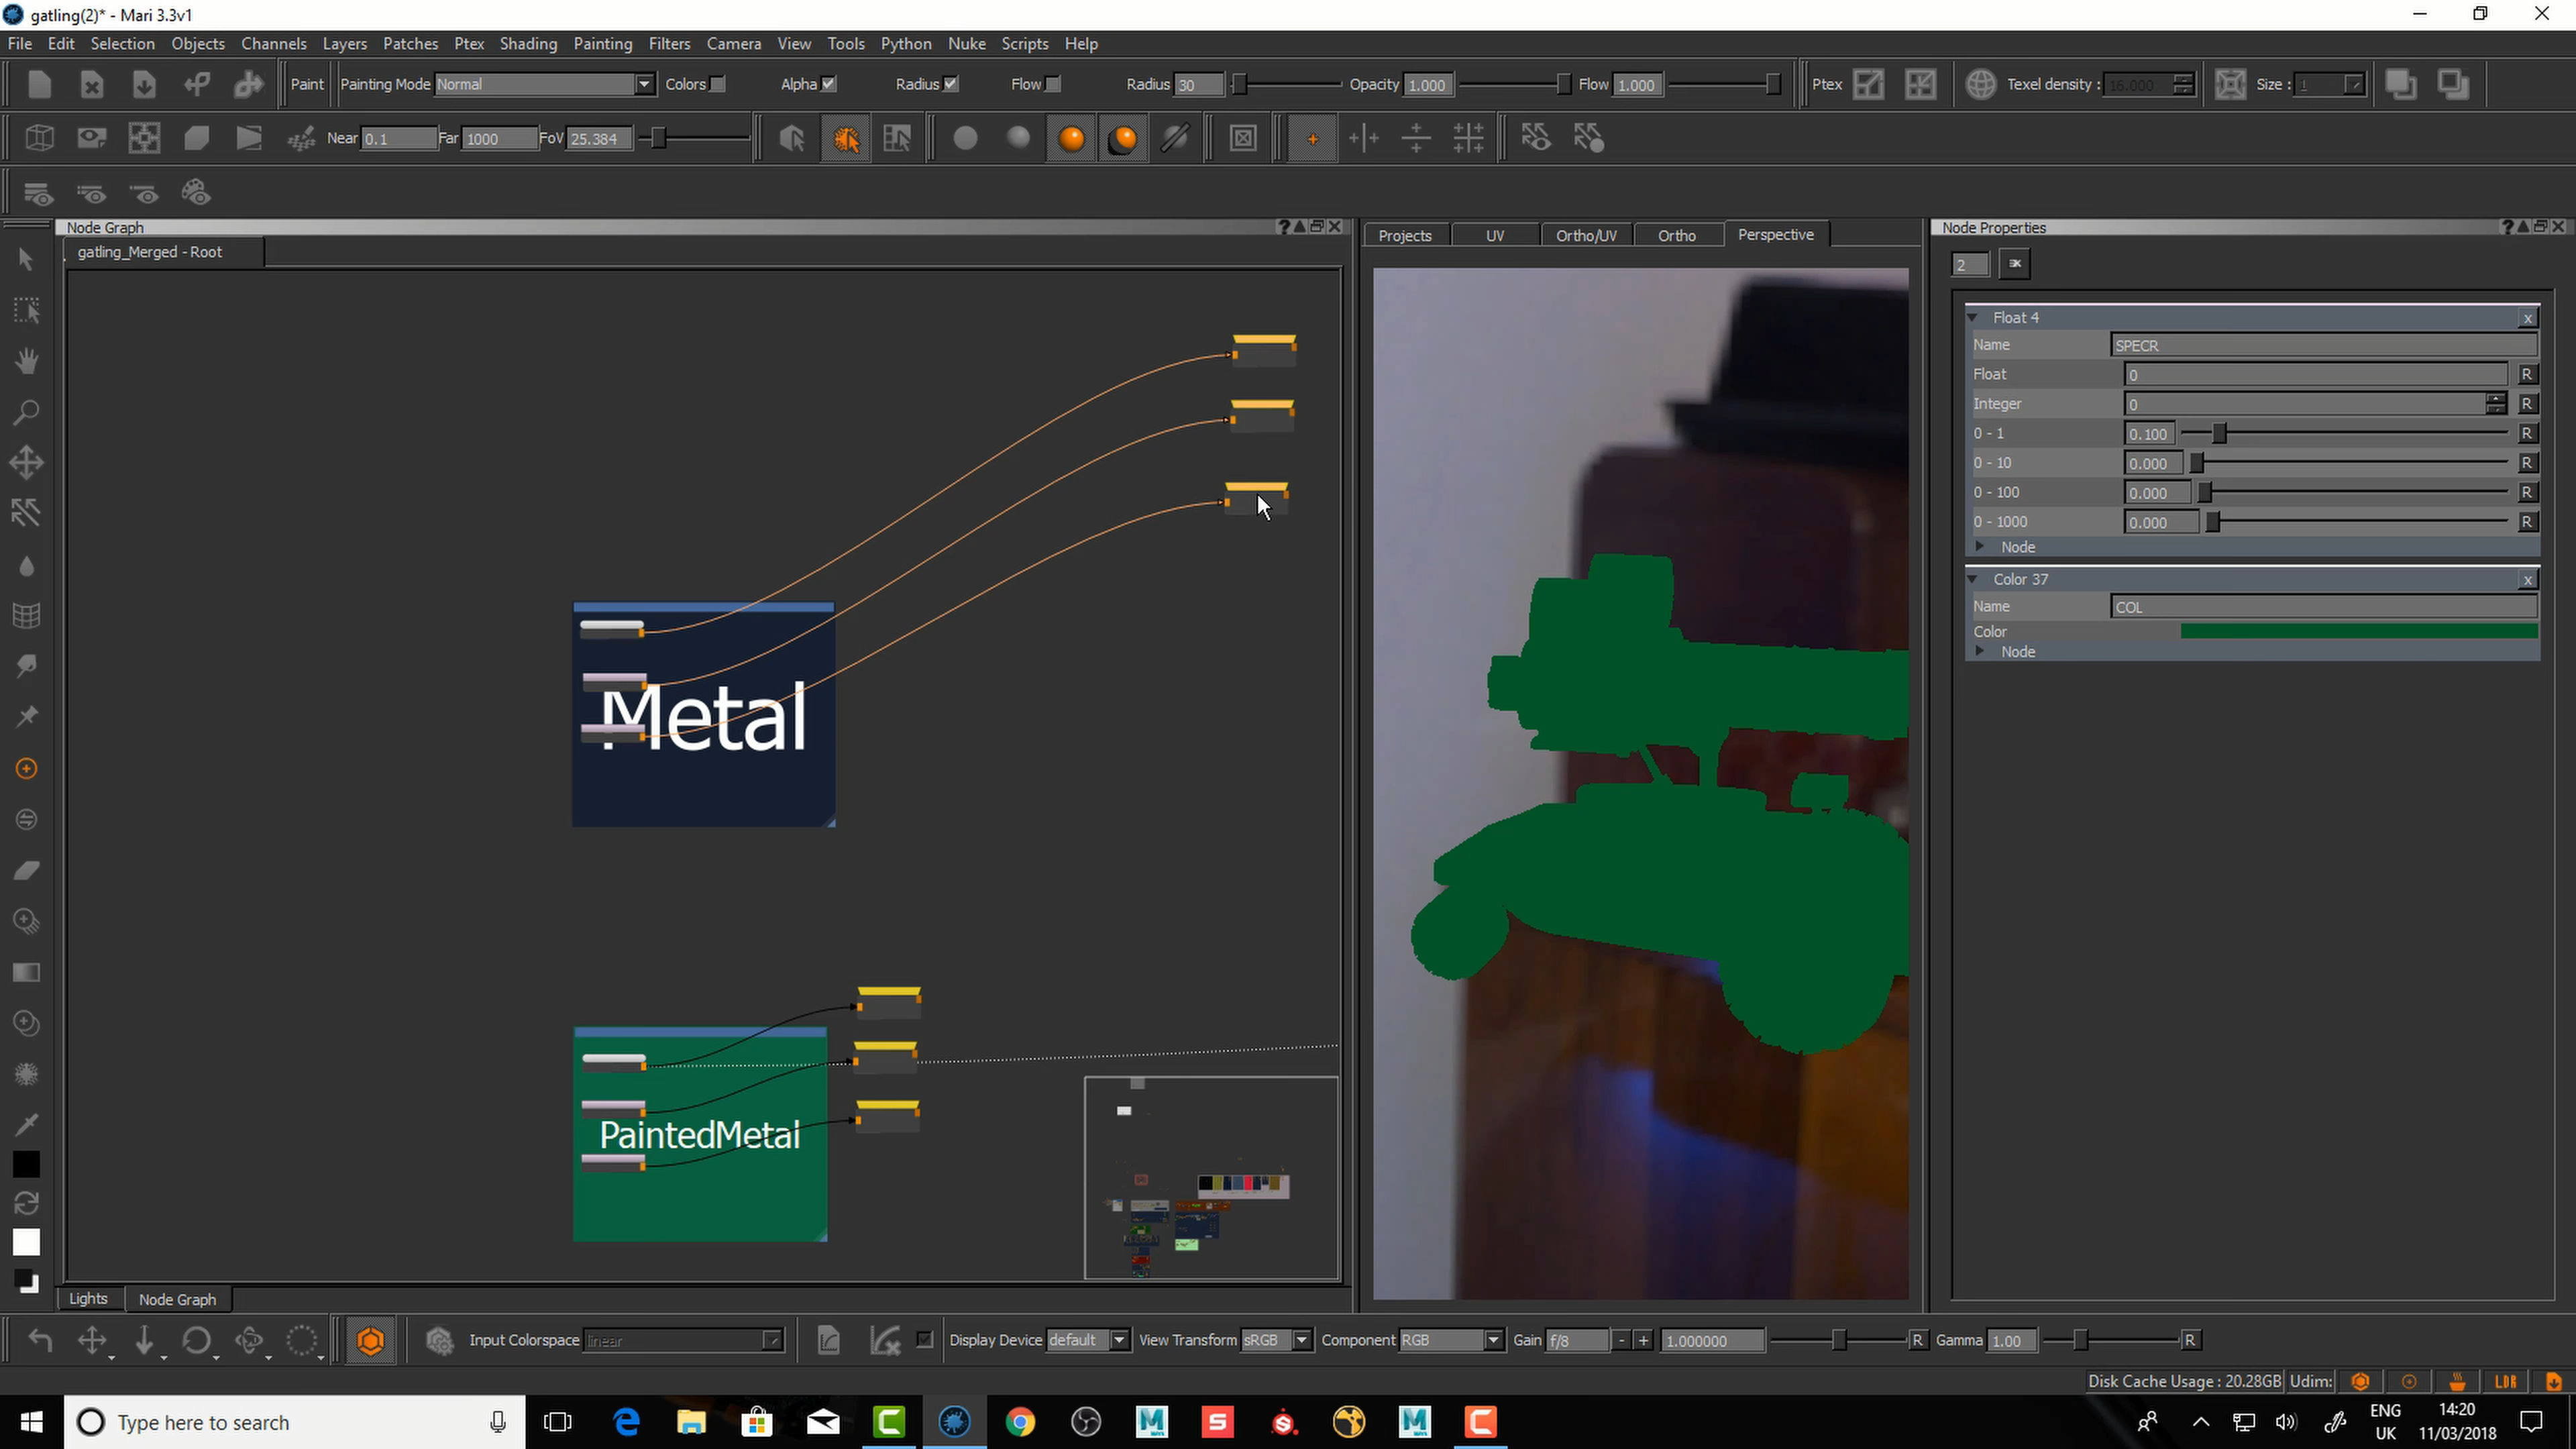 gatling(2)* - Mari 3.3v1
File Edit Selection Objects Channels Layers Patches Ptex Shading Painting Filters Camera View Tools Python Nuke Scripts Help
Paint Painting Mode Normal Colors Alpha Radius Flow Radius 30 Opacity 1.000 Flow 1.000 Ptex Texel density : 16.000 Size : 1
Near 0.1 Far 1000 FoV 25.384
Node Graph
gatling_Merged - Root
Projects UV Ortho/UV Ortho Perspective
Node Properties
2
Float 4
Name SPECR
Float 0 R
Integer 0 R
0 - 1 0.100 R
0 - 10 0.000 R
0 - 100 0.000 R
0 - 1000 0.000 R
Node
Color 37
Name COL
Color
Node
Metal
PaintedMetal
Lights Node Graph
Input Colorspace linear Display Device default View Transform sRGB Component RGB Gain f/8 - + 1.000000 R Gamma 1.00 R
Disk Cache Usage : 20.28GB Udim: LDR
Type here to search
ENG
UK
14:20
11/03/2018